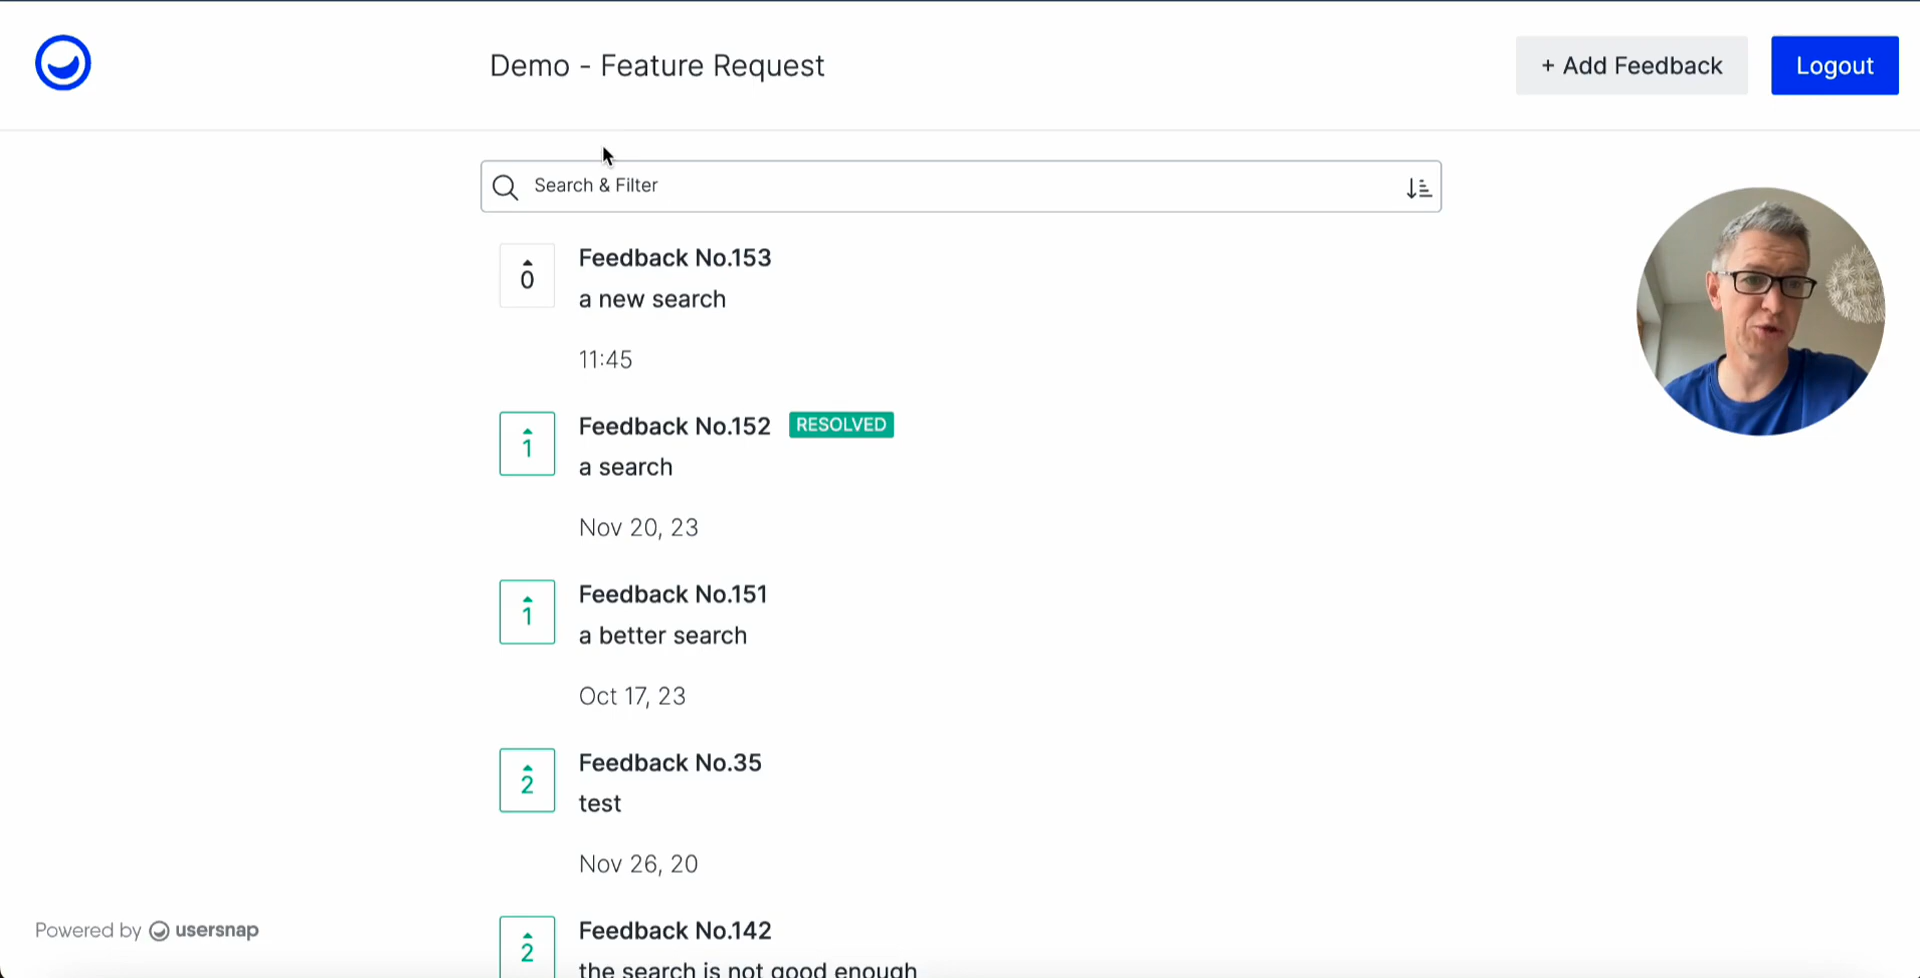 Demo - Feature Request
+ Add Feedback
Logout
Search & Filter
0
Feedback No.153
a new search
11:45
1
Feedback No.152
RESOLVED
a search
Nov 20, 23
1
Feedback No.151
a better search
Oct 17, 23
2
Feedback No.35
test
Nov 26, 20
2
Feedback No.142
the search is not good enough
Powered by usersnap